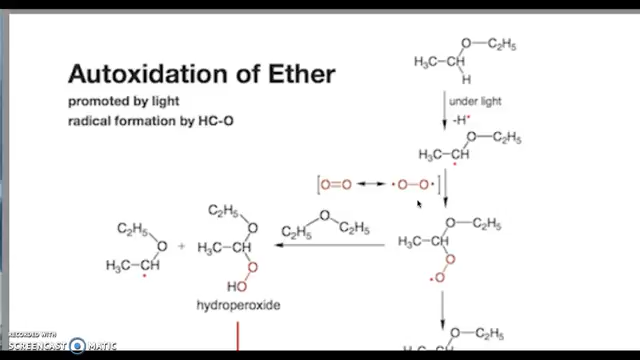 Autoxidation of Ether
promoted by light
radical formation by HC-O
O—C₂H₅
H₃C—CH
H
under light
-H•
O—C₂H₅
H₃C—CH
[O=O ↔ •O—O•]
C₂H₅
O
H₃C—CH
+
C₂H₅
O
H₃C—CH
O
HO
hydroperoxide
O
C₂H₅ C₂H₅
O—C₂H₅
H₃C—CH
O
•O
O—C₂H₅
RECORDED WITH
SCREENCAST MATIC